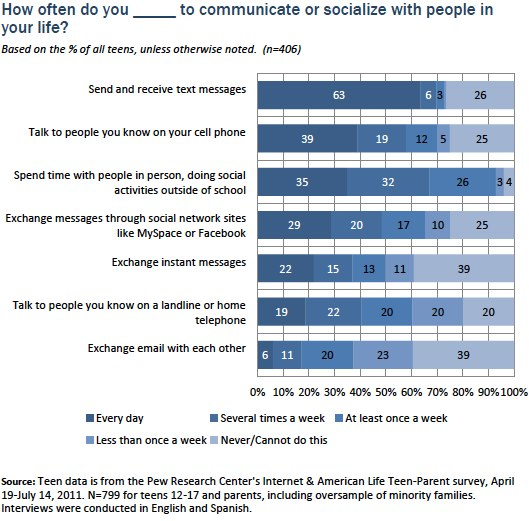 How often do you _____ to communicate or socialize with people in
your life?
Based on the % of all teens, unless otherwise noted. (n=406)
Send and receive text messages
63 6 3 26
Talk to people you know on your cell phone
39 19 12 5 25
Spend time with people in person, doing social
activities outside of school
35 32 26 3 4
Exchange messages through social network sites
like MySpace or Facebook
29 20 17 10 25
Exchange instant messages
22 15 13 11 39
Talk to people you know on a landline or home
telephone
19 22 20 20 20
Exchange email with each other
6 11 20 23 39
0% 10% 20% 30% 40% 50% 60% 70% 80% 90% 100%
Every day Several times a week At least once a week
Less than once a week Never/Cannot do this
Source: Teen data is from the Pew Research Center's Internet & American Life Teen-Parent survey, April
19-July 14, 2011. N=799 for teens 12-17 and parents, including oversample of minority families.
Interviews were conducted in English and Spanish.